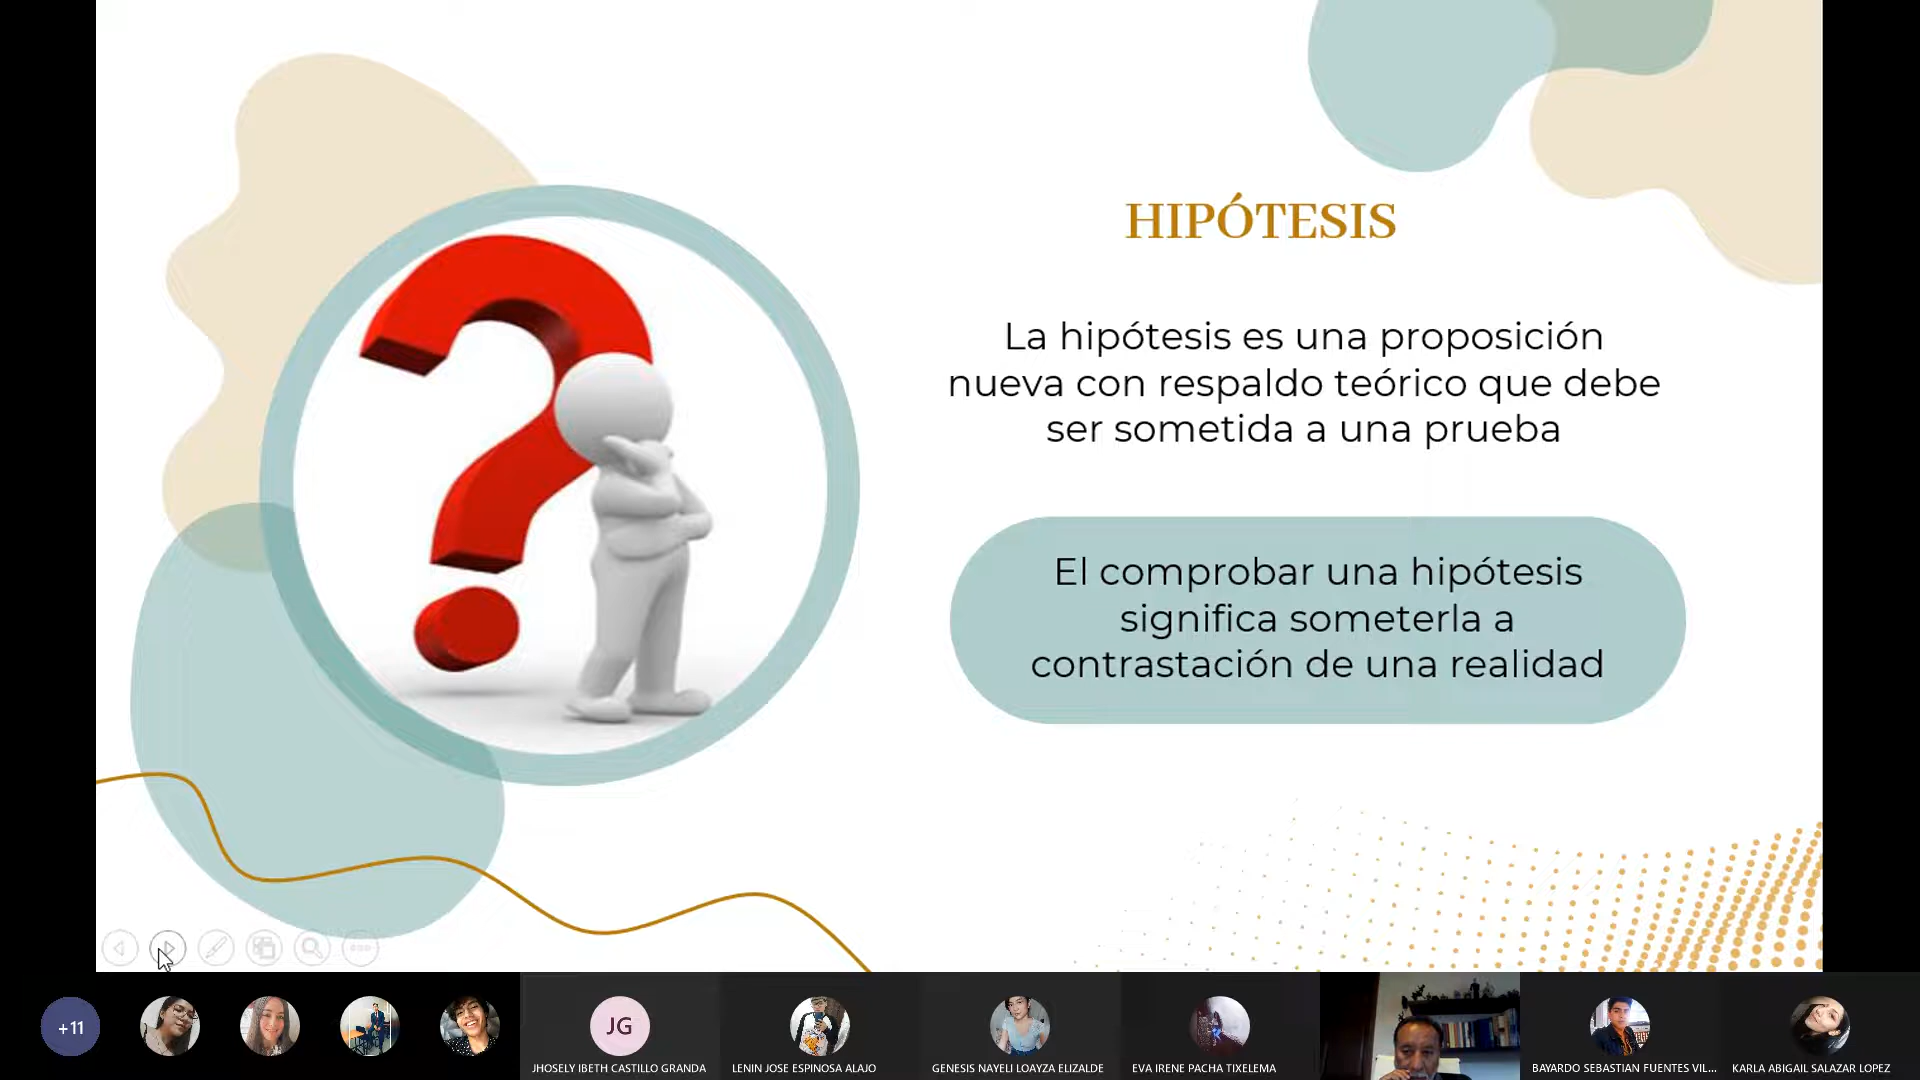 HIPÓTESIS
La hipótesis es una proposición
nueva con respaldo teórico que debe
ser sometida a una prueba
El comprobar una hipótesis
significa someterla a
contrastación de una realidad
+11
JG
JHOSELY IBETH CASTILLO GRANDA
LENIN JOSE ESPINOSA ALAJO
GENESIS NAYELI LOAYZA ELIZALDE
EVA IRENE PACHA TIXELEMA
BAYARDO SEBASTIAN FUENTES VIL...
KARLA ABIGAIL SALAZAR LOPEZ